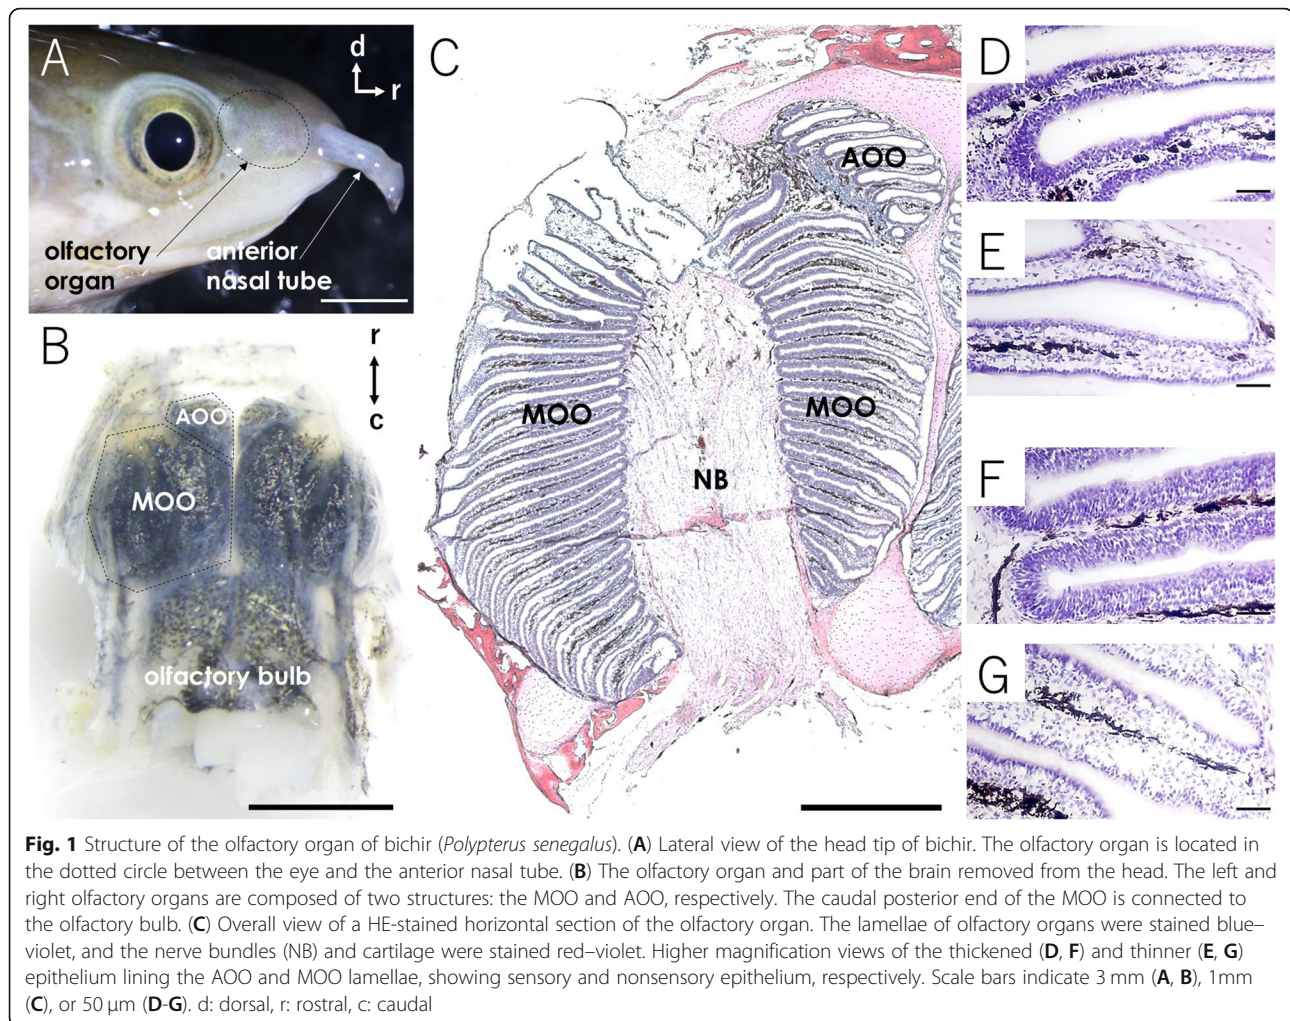 A
d
r
olfactory
organ
anterior
nasal tube
B
r
c
AOO
MOO
olfactory bulb
C
AOO
MOO
MOO
NB
D
E
F
G
Fig. 1 Structure of the olfactory organ of bichir (Polypterus senegalus). (A) Lateral view of the head tip of bichir. The olfactory organ is located in
the dotted circle between the eye and the anterior nasal tube. (B) The olfactory organ and part of the brain removed from the head. The left and
right olfactory organs are composed of two structures: the MOO and AOO, respectively. The caudal posterior end of the MOO is connected to
the olfactory bulb. (C) Overall view of a HE-stained horizontal section of the olfactory organ. The lamellae of olfactory organs were stained blue–
violet, and the nerve bundles (NB) and cartilage were stained red–violet. Higher magnification views of the thickened (D, F) and thinner (E, G)
epithelium lining the AOO and MOO lamellae, showing sensory and nonsensory epithelium, respectively. Scale bars indicate 3 mm (A, B), 1mm
(C), or 50 μm (D-G). d: dorsal, r: rostral, c: caudal